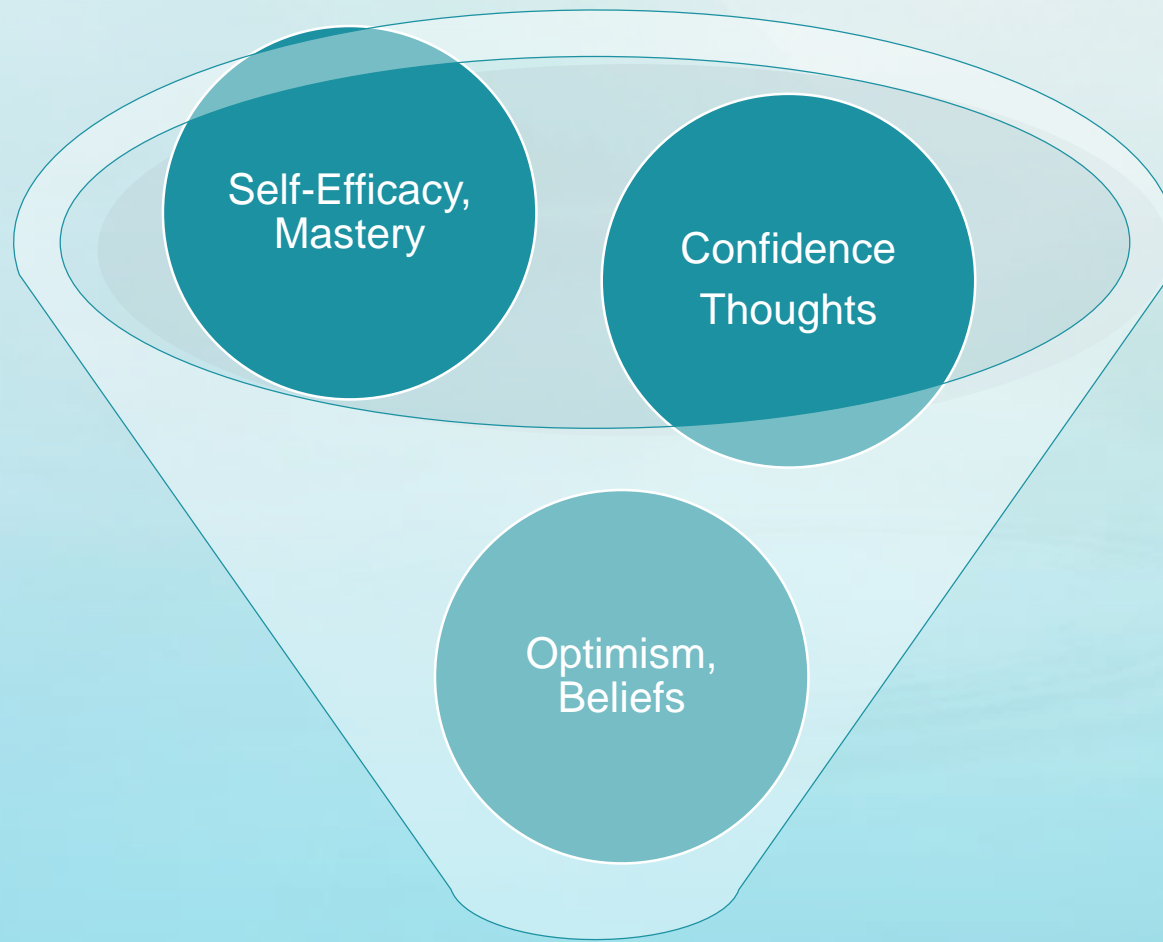 Self-Efficacy,
Mastery
Confidence
Thoughts
Optimism,
Beliefs